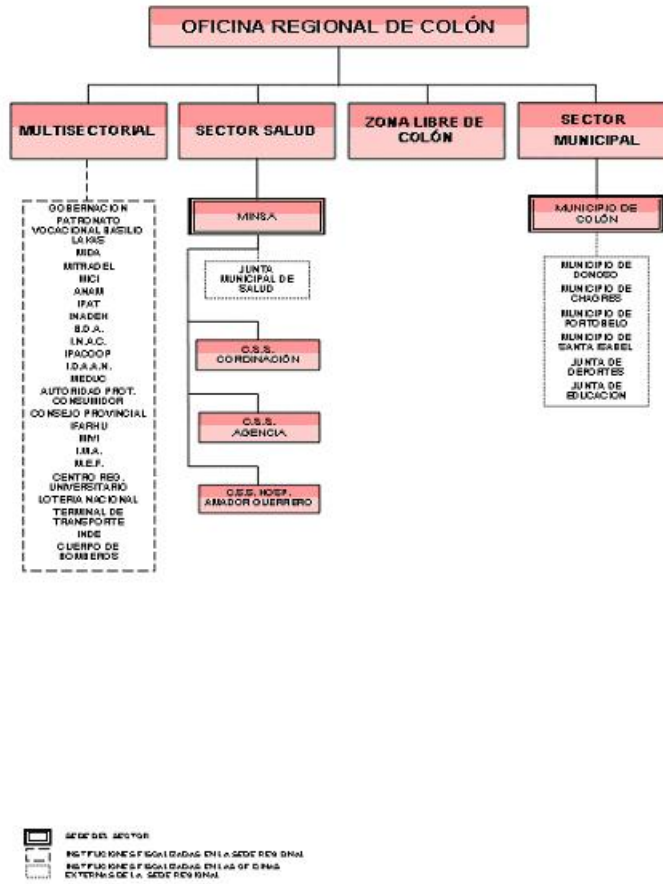 OFICINA REGIONAL DE COLÓN
MULTISECTORIAL
SECTOR SALUD
ZONA LIBRE DE
COLÓN
SECTOR
MUNICIPAL
GOBERNACION
PATRONATO
VOCACIONAL BASILIO
LAKAS
MIDA
MITRADEL
MICI
ANAM
IPAT
INADEH
B.D.A.
I.N.A.C.
IPACOOP
I.D.A.A.N.
MEDUC
AUTORIDAD PROT.
CONSUMIDOR
CONSEJO PROVINCIAL
IFARHU
MIVI
I.M.A.
M.E.F.
CENTRO REG.
UNIVERSITARIO
LOTERIA NACIONAL
TERMINAL DE
TRANSPORTE
INDE
CUERPO DE
BOMBEROS
MINSA
JUNTA
MUNICIPAL DE
SALUD
C.S.S.
CORDINACIÓN
C.S.S.
AGENCIA
C.S.S. HOSP.
AMADOR GUERRERO
MUNICIPIO DE
COLÓN
MUNICIPIO DE
DONOSO
MUNICIPIO DE
CHAGRES
MUNICIPIO DE
PORTOBELO
MUNICIPIO DE
SANTA ISABEL
JUNTA DE
DEPORTES
JUNTA DE
EDUCACION
SEDE DEL SECTOR
INSTITUCIONES FISCALIZADAS EN LA SEDE REGIONAL
INSTITUCIONES FISCALIZADAS EN LAS OFICINAS
EXTERNAS DE LA SEDE REGIONAL